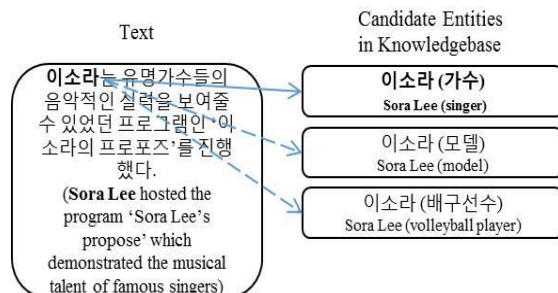 Text
이소라는 유명가수들의
음악적인 실력을 보여줄
수 있었던 프로그램인 ‘이
소라의 프로포즈’를 진행
했다.
(Sora Lee hosted the
program ‘Sora Lee’s
propose’ which
demonstrated the musical
talent of famous singers)
Candidate Entities
in Knowledgebase
이소라 (가수)
Sora Lee (singer)
이소라 (모델)
Sora Lee (model)
이소라 (배구선수)
Sora Lee (volleyball player)